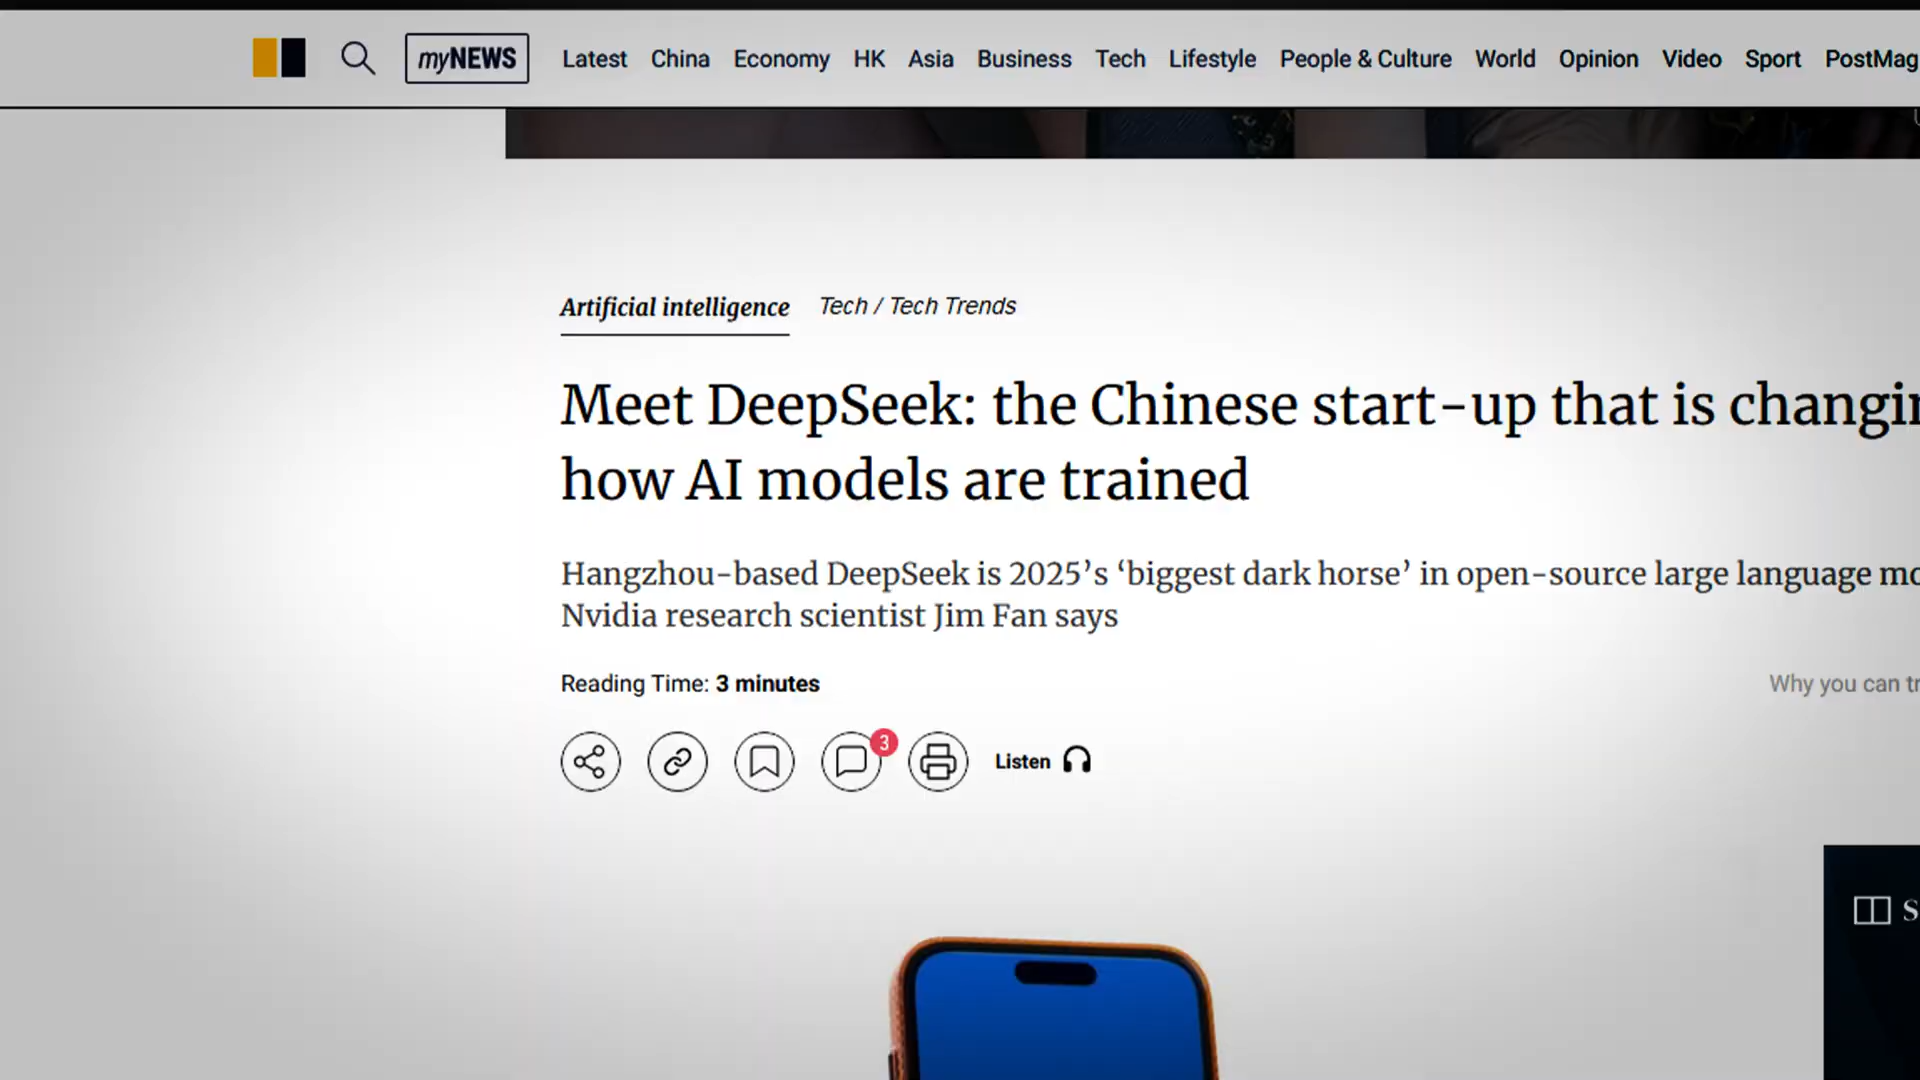 myNEWS Latest China Economy HK Asia Business Tech Lifestyle People & Culture World Opinion Video Sport PostMag
Artificial intelligence Tech / Tech Trends
Meet DeepSeek: the Chinese start-up that is changin
how AI models are trained
Hangzhou-based DeepSeek is 2025’s ‘biggest dark horse’ in open-source large language mo
Nvidia research scientist Jim Fan says
Reading Time: 3 minutes
Why you can tr
3
Listen
S